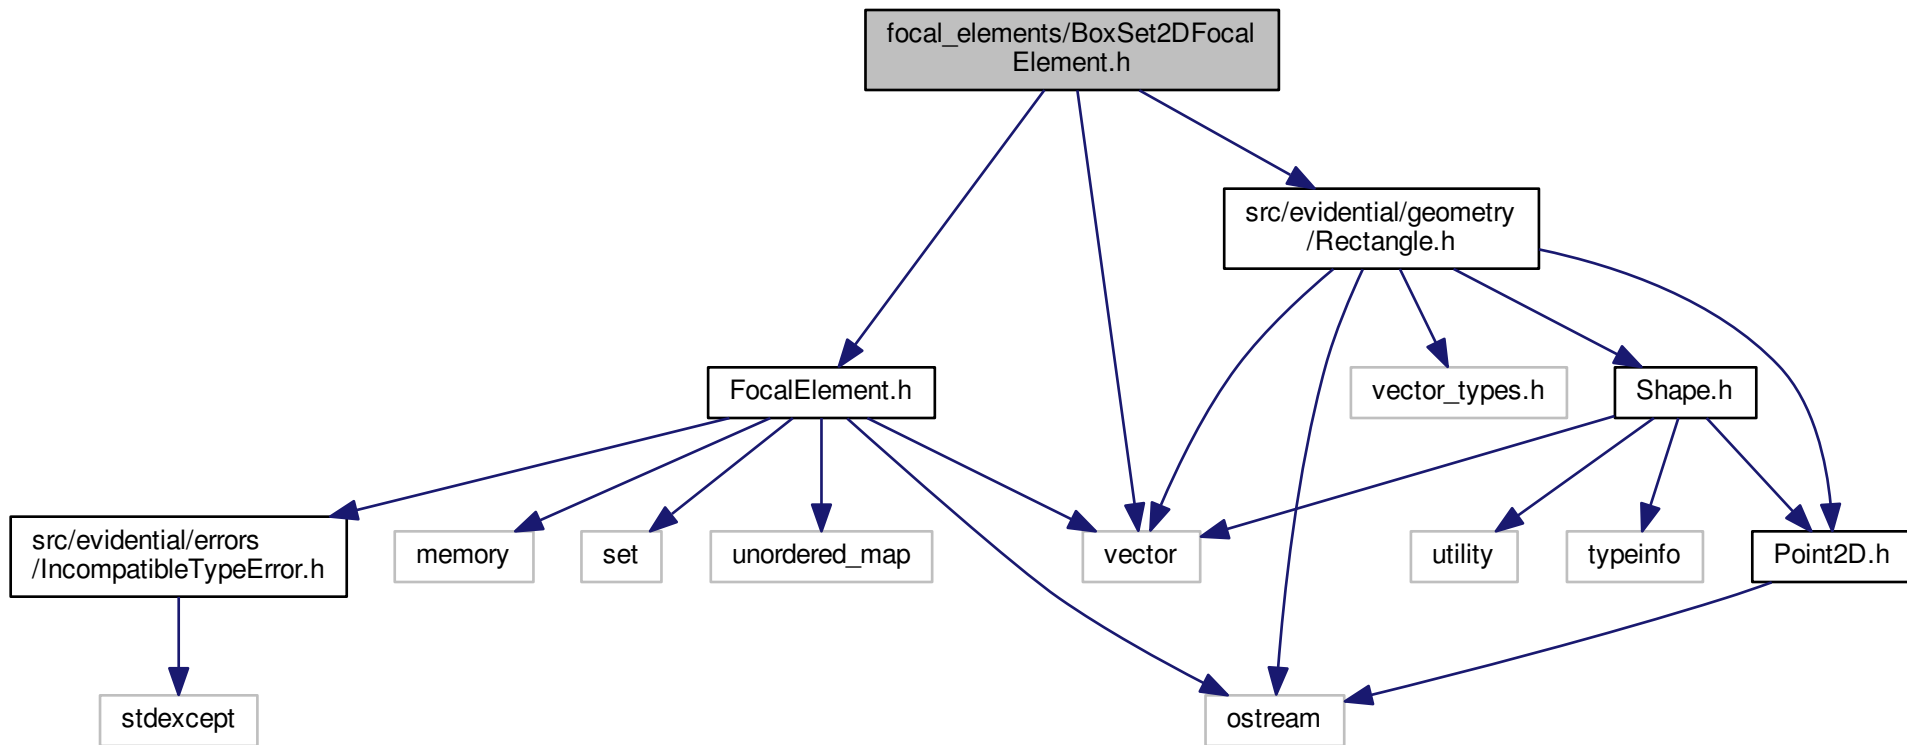 focal_elements/BoxSet2DFocal
Element.h
src/evidential/geometry
/Rectangle.h
FocalElement.h
vector_types.h
Shape.h
src/evidential/errors
/IncompatibleTypeError.h
memory
set
unordered_map
vector
utility
typeinfo
Point2D.h
stdexcept
ostream